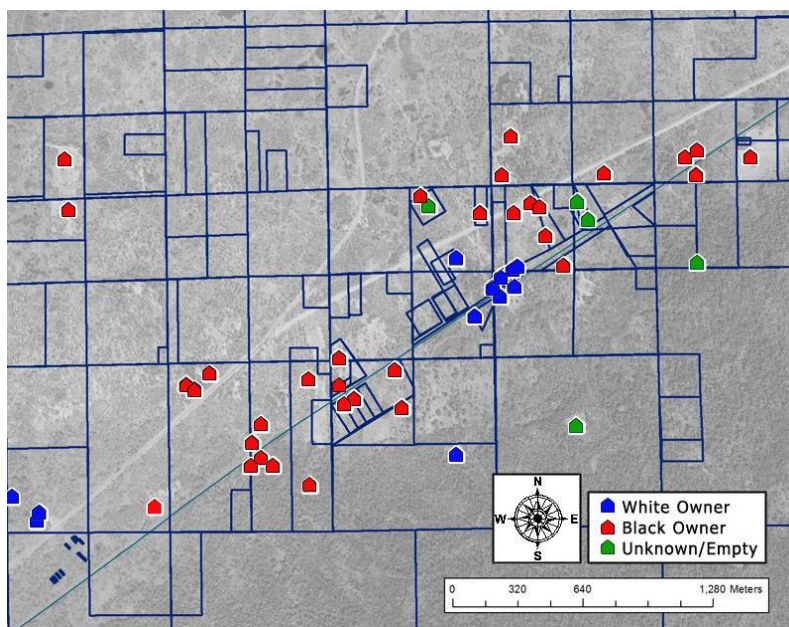 N
W E
S
White Owner
Black Owner
Unknown/Empty
0 320 640 1,280 Meters